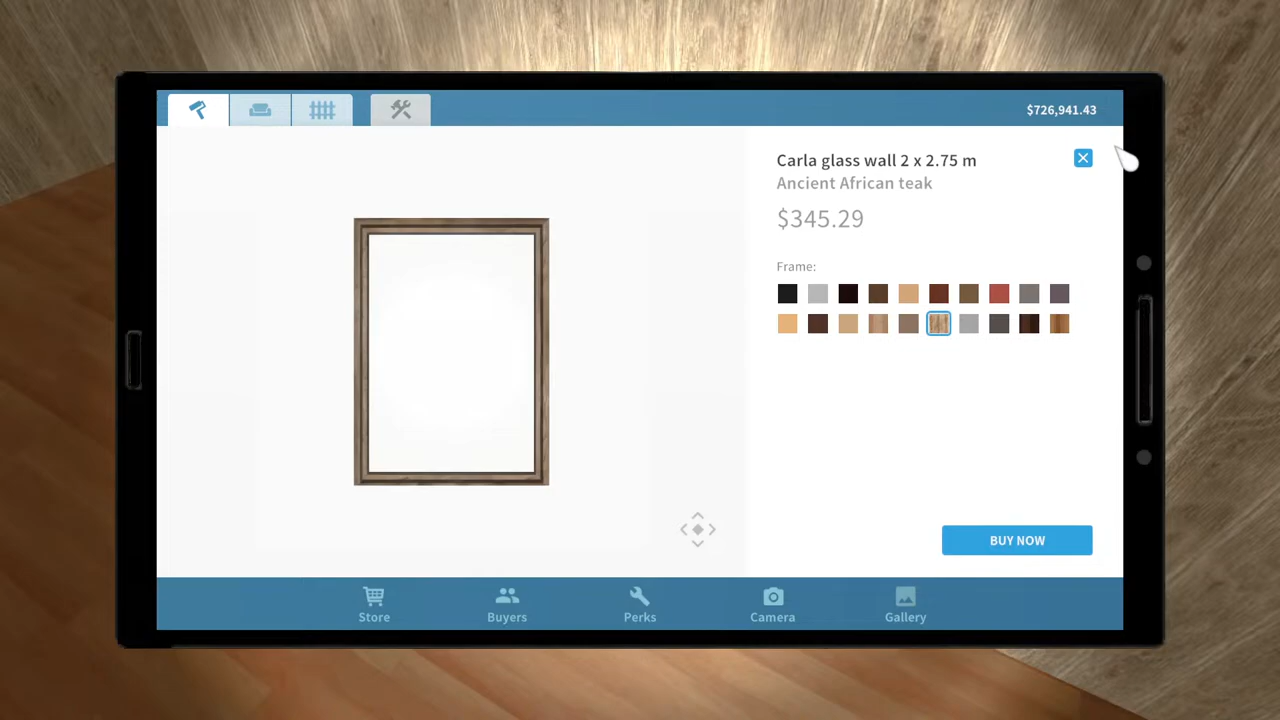 $726,941.43
Carla glass wall 2 x 2.75 m
Ancient African teak
$345.29
Frame:
BUY NOW
Store
Buyers
Perks
Camera
Gallery